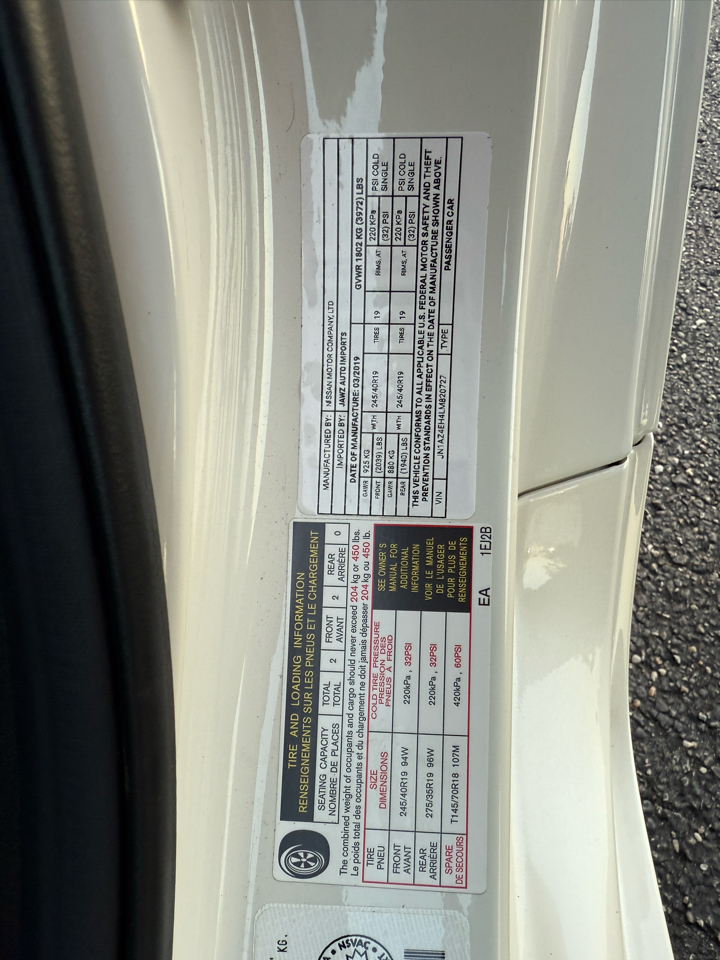 MANUFACTURED BY: NISSAN MOTOR COMPANY, LTD
IMPORTED BY: JAWZ AUTO IMPORTS
DATE OF MANUFACTURE: 03/2019 GVWR 1802 KG (3972) LBS
GAWR 925 KG WITH 245/40R19 TIRES 19 RIMS, AT 220 KPa PSI COLD
FRONT (2039) LBS (32) PSI SINGLE
GAWR 880 KG WITH 245/40R19 TIRES 19 RIMS, AT 220 KPa PSI COLD
REAR (1940) LBS (32) PSI SINGLE
THIS VEHICLE CONFORMS TO ALL APPLICABLE U.S. FEDERAL MOTOR SAFETY AND THEFT
PREVENTION STANDARDS IN EFFECT ON THE DATE OF MANUFACTURE SHOWN ABOVE.
VIN JN1AZ4EH4LM820727 TYPE PASSENGER CAR
TIRE AND LOADING INFORMATION
RENSEIGNEMENTS SUR LES PNEUS ET LE CHARGEMENT
SEATING CAPACITY TOTAL 2 FRONT 2 REAR 0
NOMBRE DE PLACES TOTAL AVANT ARRIÈRE
The combined weight of occupants and cargo should never exceed 204 kg or 450 lbs.
Le poids total des occupants et du chargement ne doit jamais dépasser 204 kg ou 450 lb.
TIRE SIZE COLD TIRE PRESSURE
PNEU DIMENSIONS PRESSION DES
PNEUS À FROID
FRONT 245/40R19 94W 220kPa, 32PSI
AVANT
REAR 275/35R19 96W 220kPa, 32PSI
ARRIÈRE
SPARE T145/70R18 107M 420kPa, 60PSI
DE SECOURS
SEE OWNER'S
MANUAL FOR
ADDITIONAL
INFORMATION
VOIR LE MANUEL
DE L'USAGER
POUR PLUS DE
RENSEIGNEMENTS
EA 1EJ2B
KG.
NSVAC